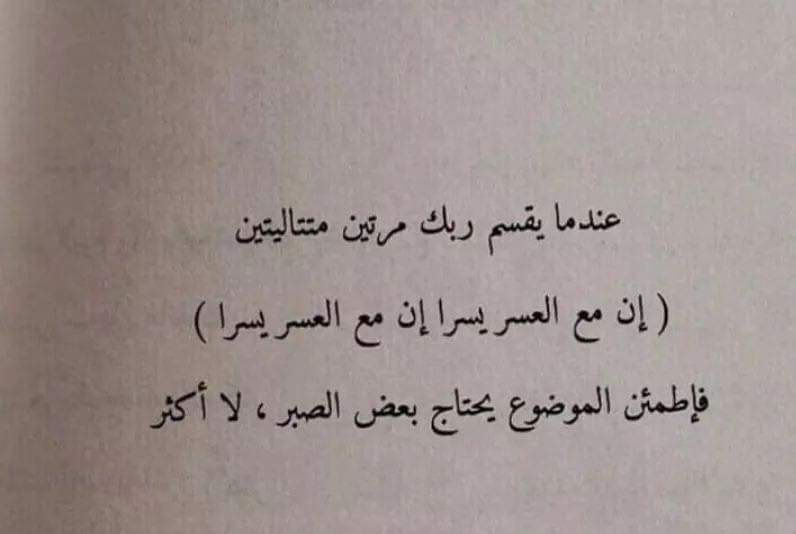 عندما يقسم ربك مرتين متتاليتين
( إن مع العسر يسرا إن مع العسر يسرا )
فإطمئن الموضوع يحتاج بعض الصبر ، لا أكثر